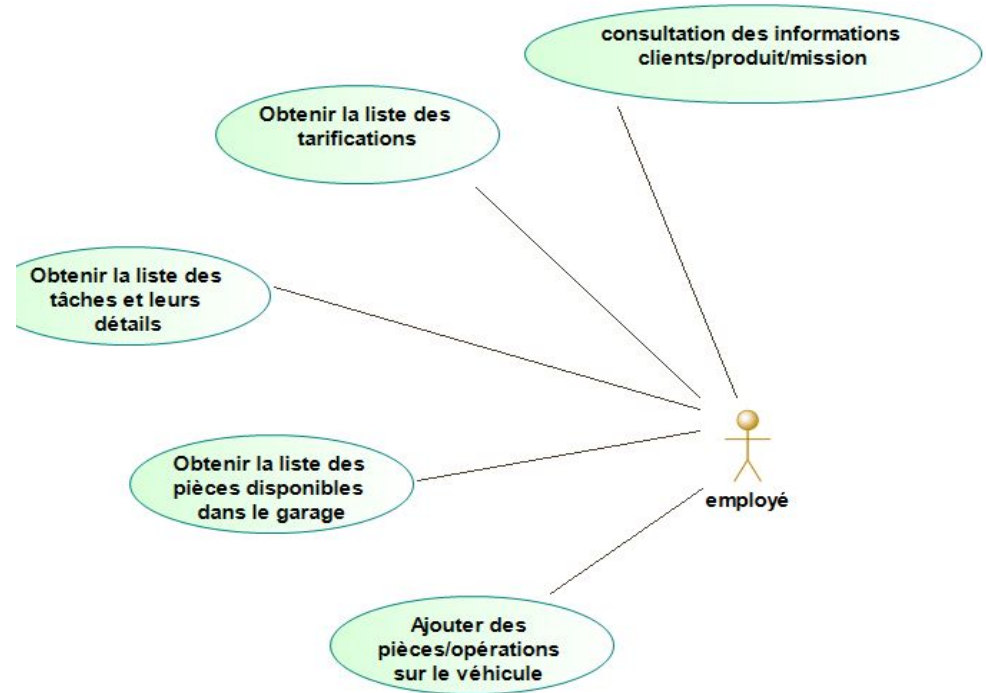 consultation des informations
clients/produit/mission
Obtenir la liste des
tarifications
Obtenir la liste des
tâches et leurs
détails
Obtenir la liste des
pièces disponibles
dans le garage
employé
Ajouter des
pièces/opérations
sur le véhicule